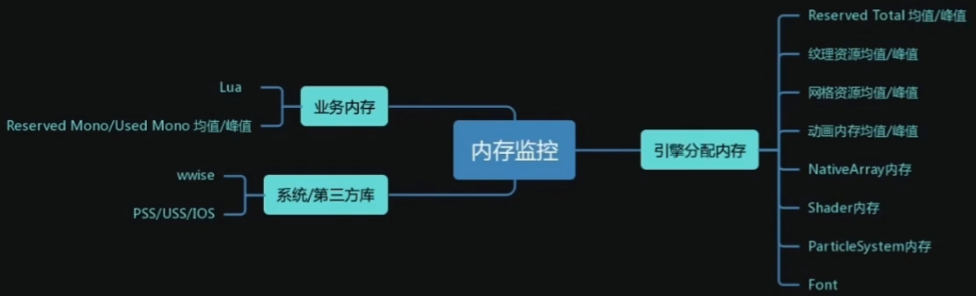 内存监控
业务内存
Lua
Reserved Mono/Used Mono 均值/峰值
系统/第三方库
wwise
PSS/USS/IOS
引擎分配内存
Reserved Total 均值/峰值
纹理资源均值/峰值
网格资源均值/峰值
动画内存均值/峰值
NativeArray内存
Shader内存
ParticleSystem内存
Font